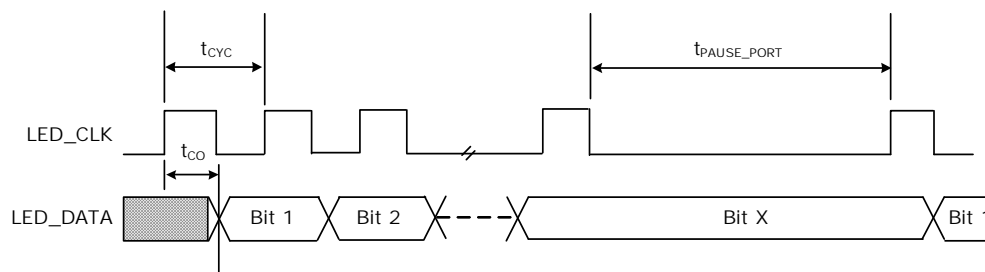 tCYC
tPAUSE_PORT
LED_CLK
tCO
LED_DATA
Bit 1
Bit 2
Bit X
Bit 1